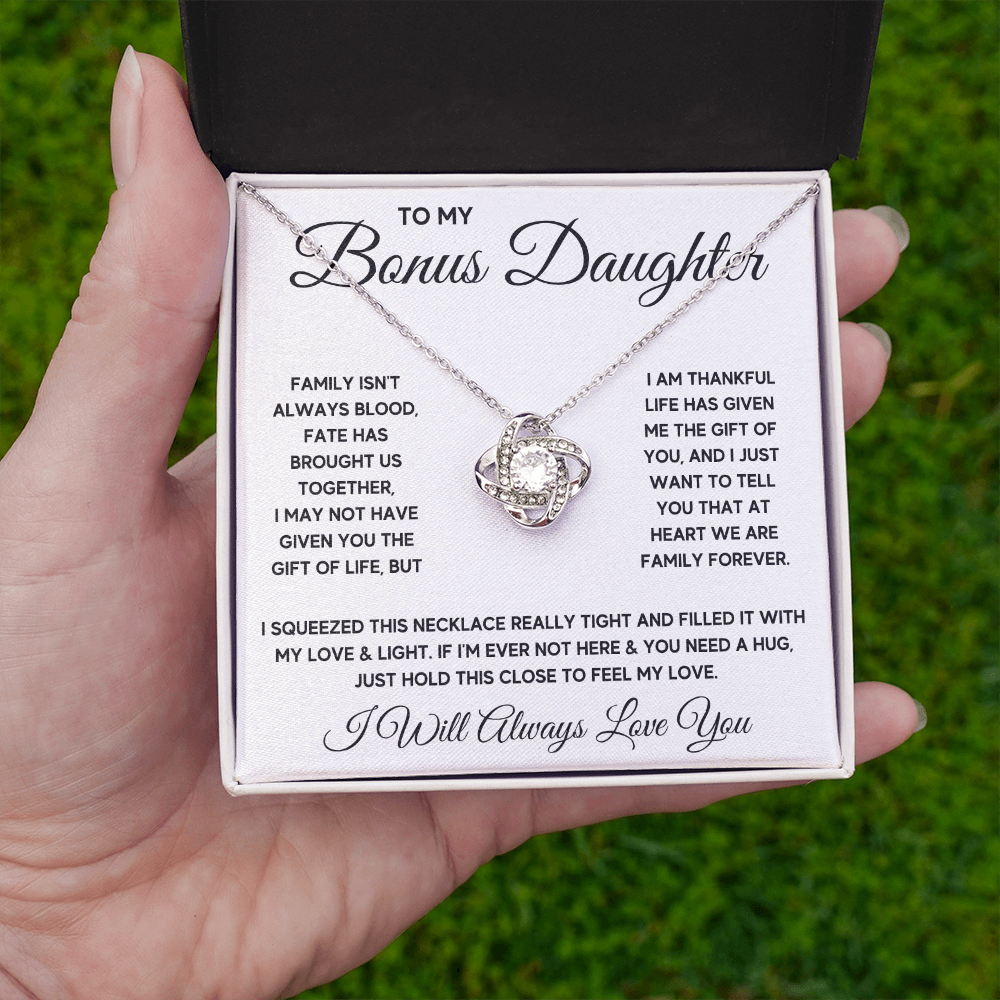 TO MY
Bonus Daughter
FAMILY ISN'T
ALWAYS BLOOD,
FATE HAS
BROUGHT US
TOGETHER,
I MAY NOT HAVE
GIVEN YOU THE
GIFT OF LIFE, BUT
I AM THANKFUL
LIFE HAS GIVEN
ME THE GIFT OF
YOU, AND I JUST
WANT TO TELL
YOU THAT AT
HEART WE ARE
FAMILY FOREVER.
I SQUEEZED THIS NECKLACE REALLY TIGHT AND FILLED IT WITH
MY LOVE & LIGHT. IF I'M EVER NOT HERE & YOU NEED A HUG,
JUST HOLD THIS CLOSE TO FEEL MY LOVE.
I Will Always Love You